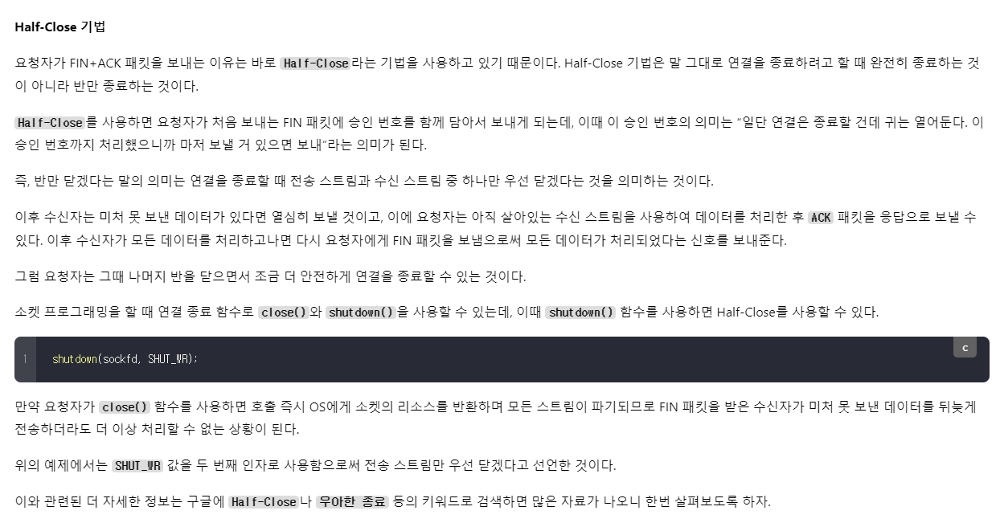 Half-Close 기법
요청자가 FIN+ACK 패킷을 보내는 이유는 바로 Half-Close라는 기법을 사용하고 있기 때문이다. Half-Close 기법은 말 그대로 연결을 종료하려고 할 때 완전히 종료하는 것
이 아니라 반만 종료하는 것이다.
Half-Close를 사용하면 요청자가 처음 보내는 FIN 패킷에 승인 번호를 함께 담아서 보내게 되는데, 이때 이 승인 번호의 의미는 “일단 연결은 종료할 건데 귀는 열어둔다. 이
승인 번호까지 처리했으니까 마저 보낼 거 있으면 보내”라는 의미가 된다.
즉, 반만 닫겠다는 말의 의미는 연결을 종료할 때 전송 스트림과 수신 스트림 중 하나만 우선 닫겠다는 것을 의미하는 것이다.
이후 수신자는 미처 못 보낸 데이터가 있다면 열심히 보낼 것이고, 이에 요청자는 아직 살아있는 수신 스트림을 사용하여 데이터를 처리한 후 ACK 패킷을 응답으로 보낼 수
있다. 이후 수신자가 모든 데이터를 처리하고나면 다시 요청자에게 FIN 패킷을 보냄으로써 모든 데이터가 처리되었다는 신호를 보내준다.
그럼 요청자는 그때 나머지 반을 닫으면서 조금 더 안전하게 연결을 종료할 수 있는 것이다.
소켓 프로그래밍을 할 때 연결 종료 함수로 close()와 shutdown()을 사용할 수 있는데, 이때 shutdown() 함수를 사용하면 Half-Close를 사용할 수 있다.
c
1 shutdown(sockfd, SHUT_WR);
만약 요청자가 close() 함수를 사용하면 호출 즉시 OS에게 소켓의 리소스를 반환하며 모든 스트림이 파기되므로 FIN 패킷을 받은 수신자가 미처 못 보낸 데이터를 뒤늦게
전송하더라도 더 이상 처리할 수 없는 상황이 된다.
위의 예제에서는 SHUT_WR 값을 두 번째 인자로 사용함으로써 전송 스트림만 우선 닫겠다고 선언한 것이다.
이와 관련된 더 자세한 정보는 구글에 Half-Close나 우아한 종료 등의 키워드로 검색하면 많은 자료가 나오니 한번 살펴보도록 하자.